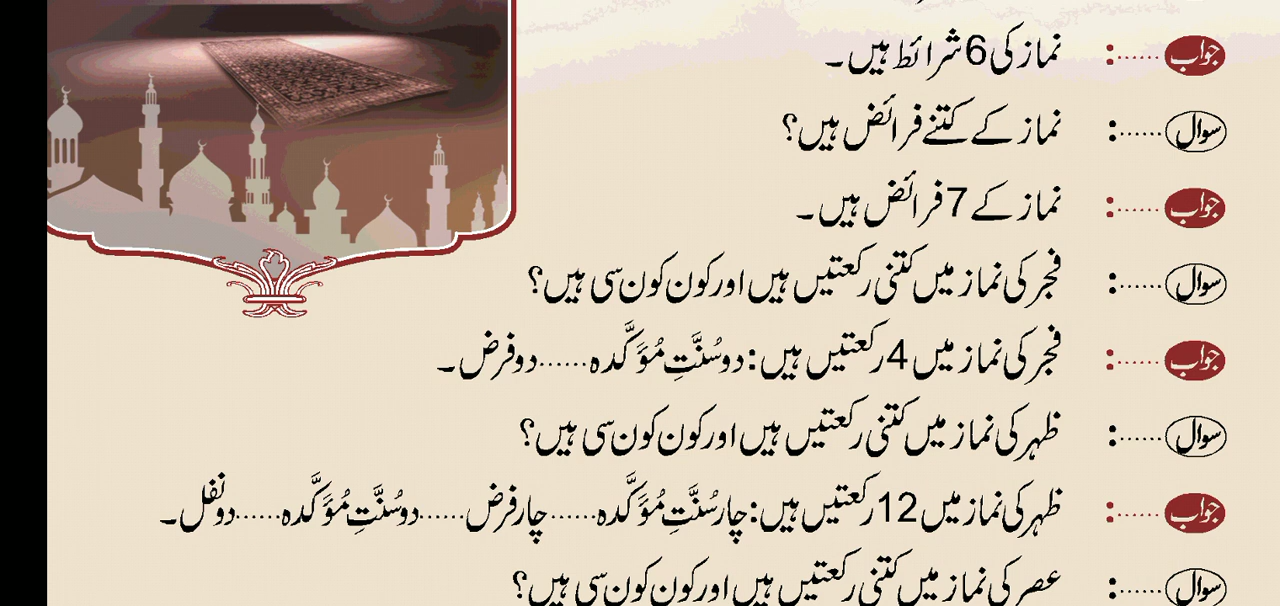 جواب ......: نماز کی 6 شرائط ہیں۔
سوال ......: نماز کے کتنے فرائض ہیں؟
جواب ......: نماز کے 7 فرائض ہیں۔
سوال ......: فجر کی نماز میں کتنی رکعتیں ہیں اور کون کون سی ہیں؟
جواب ......: فجر کی نماز میں 4 رکعتیں ہیں: دو سُنَّتِ مُؤَکَّدہ......دو فرض۔
سوال ......: ظہر کی نماز میں کتنی رکعتیں ہیں اور کون کون سی ہیں؟
جواب ......: ظہر کی نماز میں 12 رکعتیں ہیں: چار سُنَّتِ مُؤَکَّدہ......چار فرض......دو سُنَّتِ مُؤَکَّدہ......دو نفل۔
سوال ......: عصر کی نماز میں کتنی رکعتیں ہیں اور کون کون سی ہیں؟